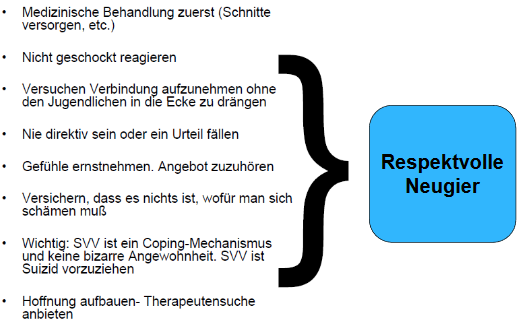 • Medizinische Behandlung zuerst (Schnitte
versorgen, etc.)
• Nicht geschockt reagieren
• Versuchen Verbindung aufzunehmen ohne
den Jugendlichen in die Ecke zu drängen
• Nie direktiv sein oder ein Urteil fällen
• Gefühle ernstnehmen. Angebot zuzuhören
• Versichern, dass es nichts ist, wofür man sich
schämen muß
• Wichtig: SVV ist ein Coping-Mechanismus
und keine bizarre Angewohnheit. SVV ist
Suizid vorzuziehen
• Hoffnung aufbauen- Therapeutensuche
anbieten
Respektvolle
Neugier